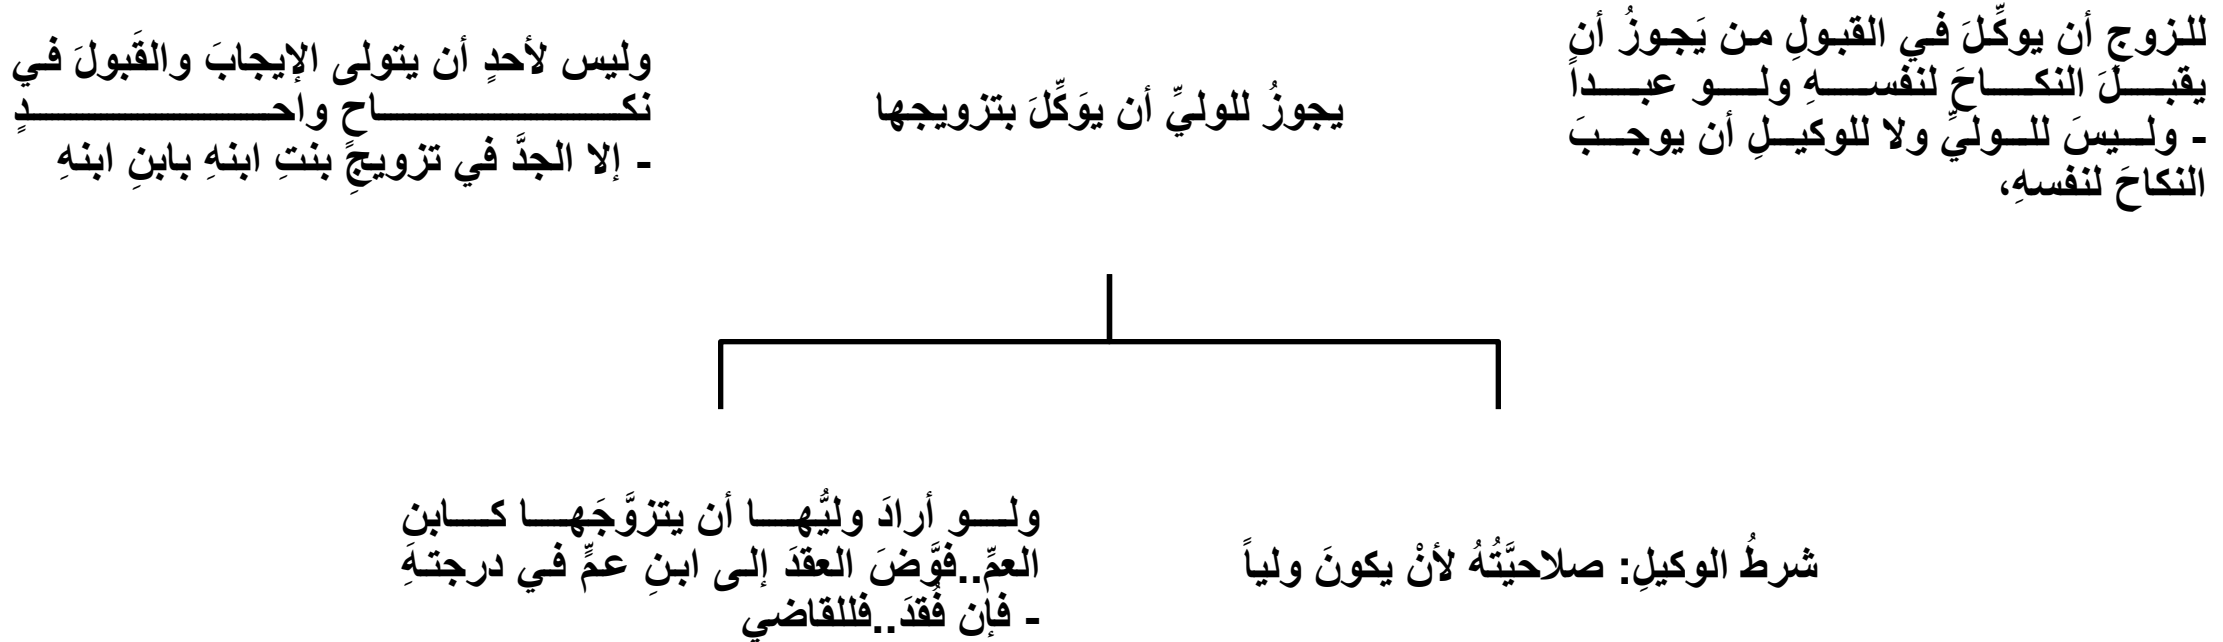 للزوجِ أن يوكِّلَ في القبولِ من يَجوزُ أن
يقبلَ النكاحَ لنفسهِ ولو عبداً
- وليسَ للوليِّ ولا للوكيلِ أن يوجبَ
النكاحَ لنفسهِ،
يجوزُ للوليِّ أن يوَكِّلَ بتزويجها
وليس لأحدٍ أن يتولى الإيجابَ والقَبولَ في
نكاحٍ واحدٍ
- إلا الجدَّ في تزويجِ بنتِ ابنهِ بابنِ ابنهِ
شرطُ الوكيلِ: صلاحيَّتُهُ لأنْ يكونَ ولياً
ولو أرادَ وليُّها أن يتزوَّجَها كابن
العمِّ..فوَّضَ العقدَ إلى ابنِ عمٍّ في درجتهِ
- فإن فُقدَ..فللقاضي